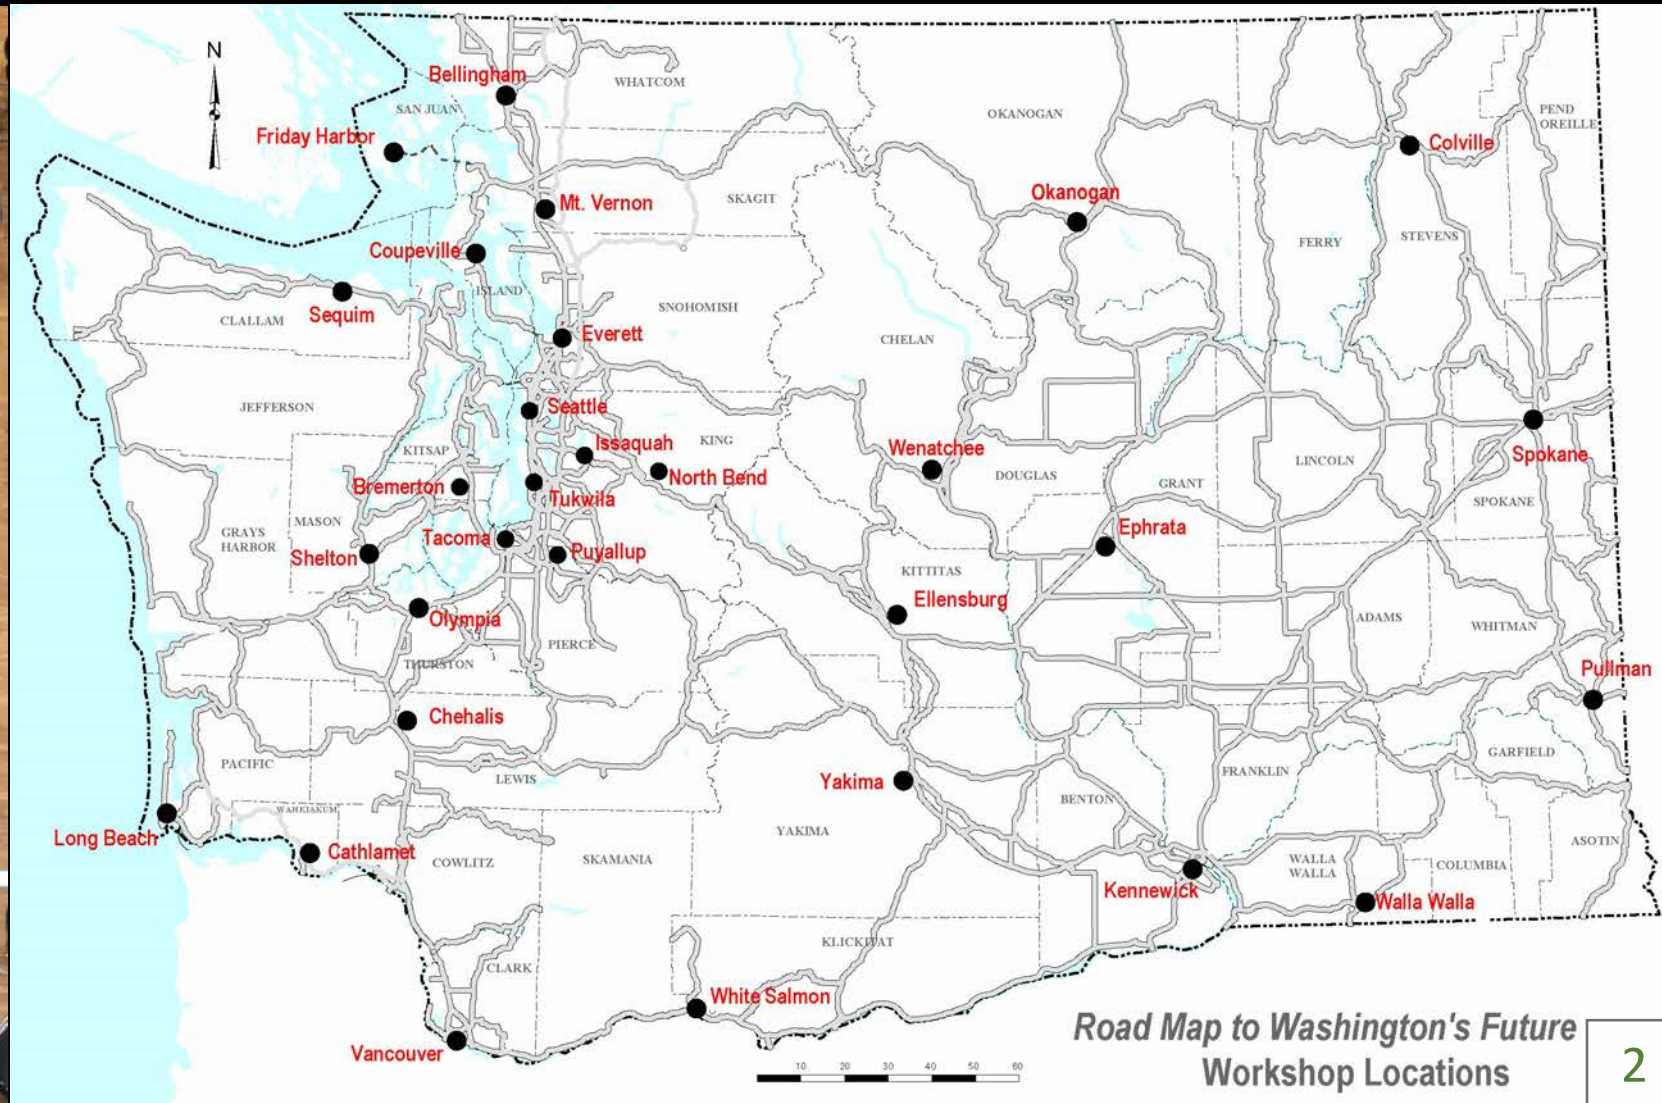 N
Bellingham
WHATCOM
SAN JUAN
OKANOGAN
PEND
OREILLE
Friday Harbor
Colville
Okanogan
Mt. Vernon
SKAGIT
Coupeville
FERRY
STEVENS
ISLAND
Sequim
CLALLAM
SNOHOMISH
Everett
CHELAN
JEFFERSON
Seattle
Issaquah
KING
KITSAP
Wenatchee
Spokane
North Bend
DOUGLAS
LINCOLN
GRANT
Bremerton
Tukwila
SPOKANE
MASON
GRAYS
HARBOR
Ephrata
Tacoma
Puyallup
Shelton
KITTITAS
Ellensburg
Olympia
ADAMS
WHITMAN
PIERCE
THURSTON
Pullman
Chehalis
PACIFIC
LEWIS
GARFIELD
FRANKLIN
Yakima
BENTON
WAHKIAKUM
Long Beach
Cathlamet
YAKIMA
COWLITZ
SKAMANIA
ASOTIN
WALLA
WALLA
COLUMBIA
Kennewick
Walla Walla
KLICKITAT
CLARK
White Salmon
Vancouver
10 20 30 40 50 60
Road Map to Washington's Future
Workshop Locations
2